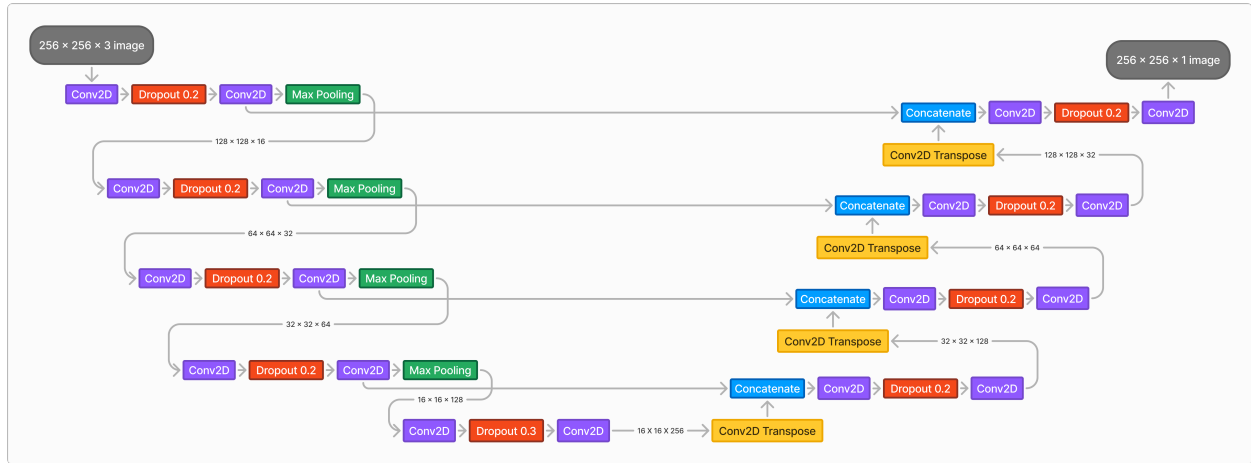 256 × 256 × 3 image
Conv2D
Dropout 0.2
Conv2D
Max Pooling
128 × 128 × 16
Conv2D
Dropout 0.2
Conv2D
Max Pooling
64 × 64 × 32
Conv2D
Dropout 0.2
Conv2D
Max Pooling
32 × 32 × 64
Conv2D
Dropout 0.2
Conv2D
Max Pooling
16 × 16 × 128
Conv2D
Dropout 0.3
Conv2D
16 X 16 X 256
Conv2D Transpose
Concatenate
Conv2D
Dropout 0.2
Conv2D
32 × 32 × 128
Conv2D Transpose
Concatenate
Conv2D
Dropout 0.2
Conv2D
64 × 64 × 64
Conv2D Transpose
Concatenate
Conv2D
Dropout 0.2
Conv2D
128 × 128 × 32
Conv2D Transpose
Concatenate
Conv2D
Dropout 0.2
Conv2D
256 × 256 × 1 image